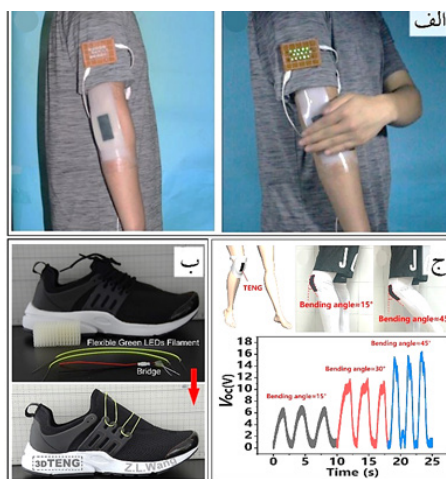 الف
ب
Flexible Green LEDs Filament
Bridge
3DTENG
Z.L.Wang
ج
TENG
Bending angle=15°
Bending angle=45°
Voc(V)
18
16
14
12
10
8
6
4
2
0
Bending angle=15°
Bending angle=30°
Bending angle=45°
0 5 10 15 20 25
Time (s)